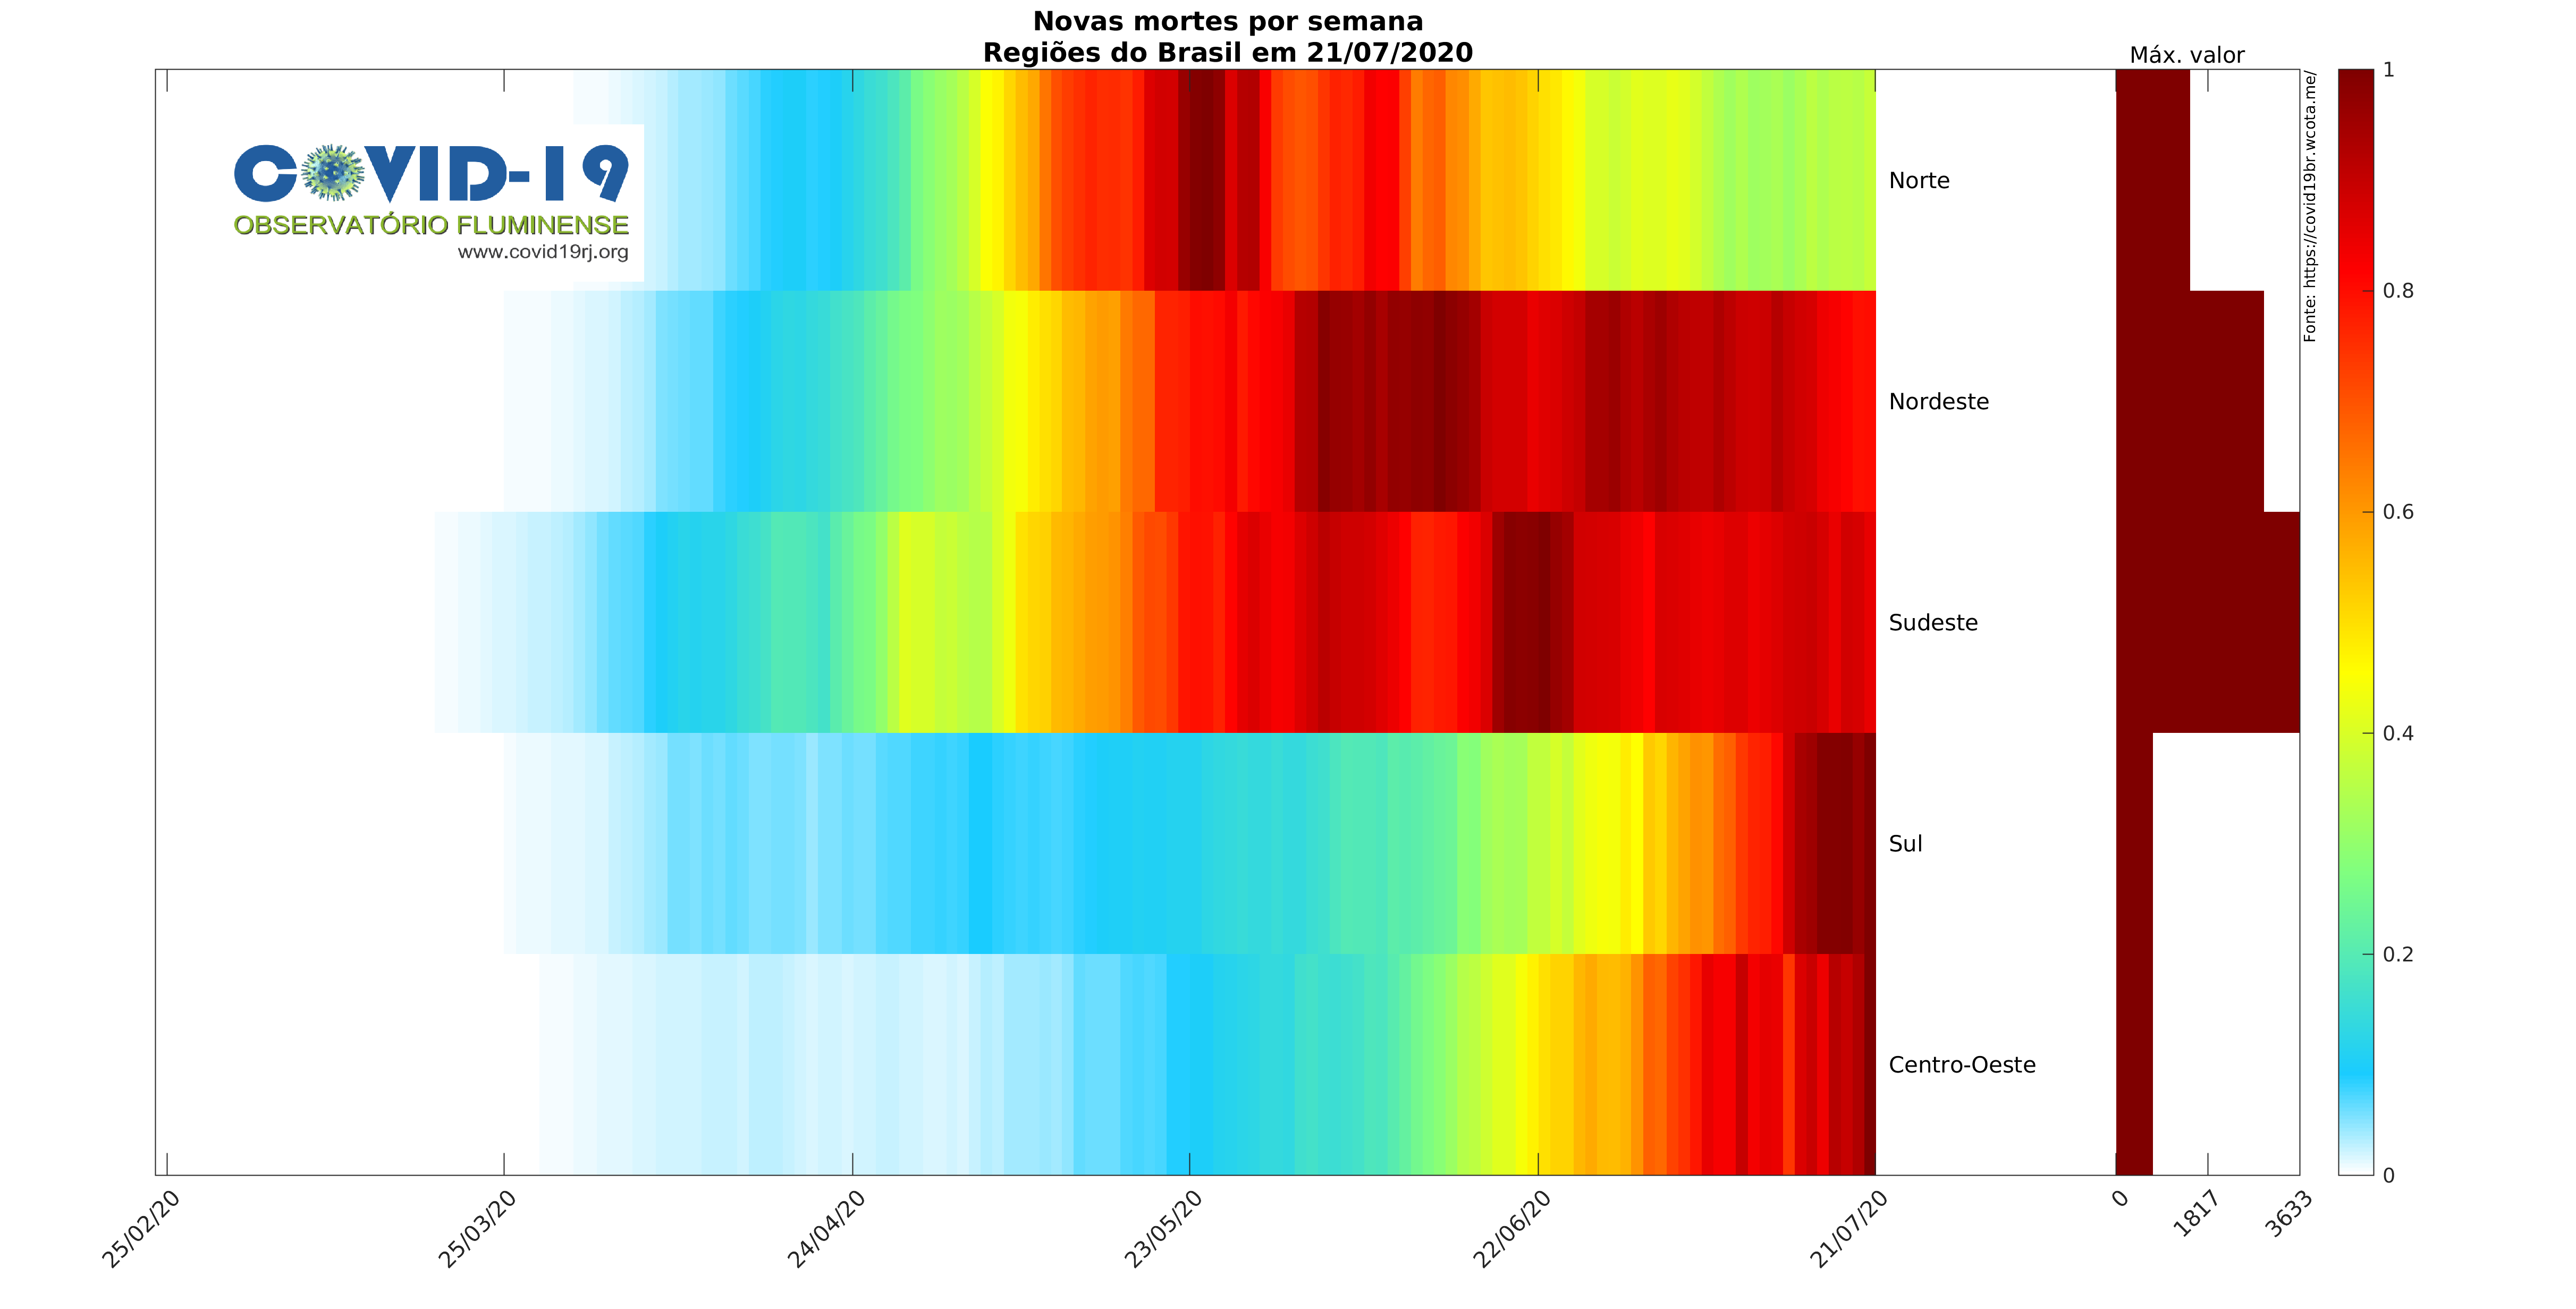 Novas mortes por semana
Regiões do Brasil em 21/07/2020
Máx. valor
COVID-19
OBSERVATÓRIO FLUMINENSE
www.covid19rj.org
Norte
Nordeste
Sudeste
Sul
Centro-Oeste
Fonte: https://covid19br.wcota.me/
1
0.8
0.6
0.4
0.2
0
25/02/20
25/03/20
24/04/20
23/05/20
22/06/20
21/07/20
0
1817
3633